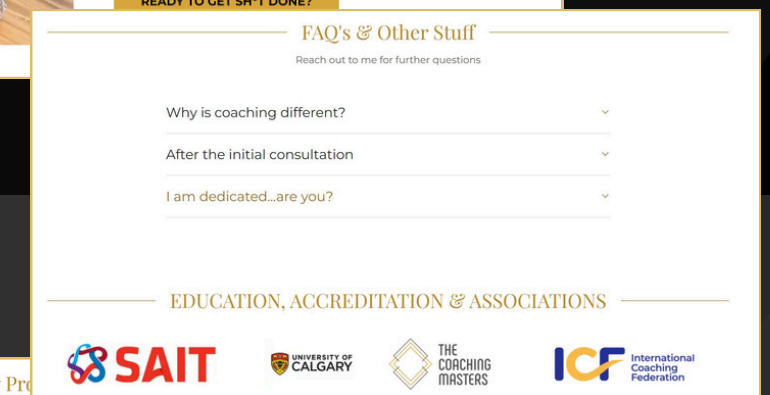 READY TO GET SH*T DONE?
FAQ's & Other Stuff
Reach out to me for further questions
Why is coaching different?
After the initial consultation
I am dedicated...are you?
EDUCATION, ACCREDITATION & ASSOCIATIONS
SAIT
UNIVERSITY OF
CALGARY
THE
COACHING
MASTERS
ICF
International
Coaching
Federation